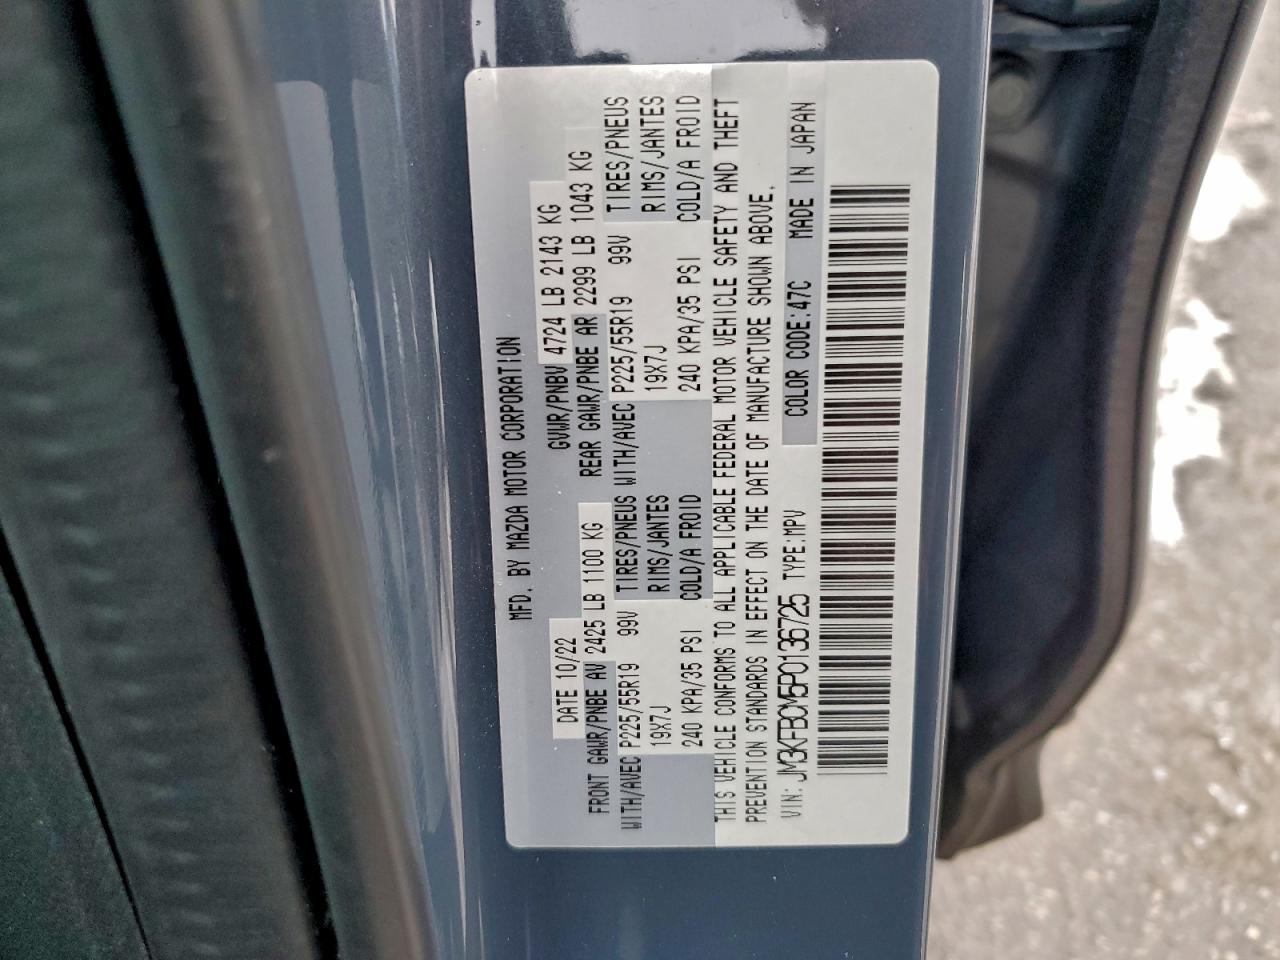 MFD. BY MAZDA MOTOR CORPORATION
DATE 10/22 GVWR/PNBV 4724 LB 2143 KG
FRONT GAWR/PNBE AV 2425 LB 1100 KG REAR GAWR/PNBE AR 2299 LB 1043 KG
WITH/AVEC P225/55R19 99V TIRES/PNEUS WITH/AVEC P225/55R19 99V TIRES/PNEUS
19X7J RIMS/JANTES 19X7J RIMS/JANTES
240 KPA/35 PSI COLD/A FROID 240 KPA/35 PSI COLD/A FROID
THIS VEHICLE CONFORMS TO ALL APPLICABLE FEDERAL MOTOR VEHICLE SAFETY AND THEFT
PREVENTION STANDARDS IN EFFECT ON THE DATE OF MANUFACTURE SHOWN ABOVE.
VIN: JM3KFBCM5P0136725 TYPE:MPV COLOR CODE:47C MADE IN JAPAN